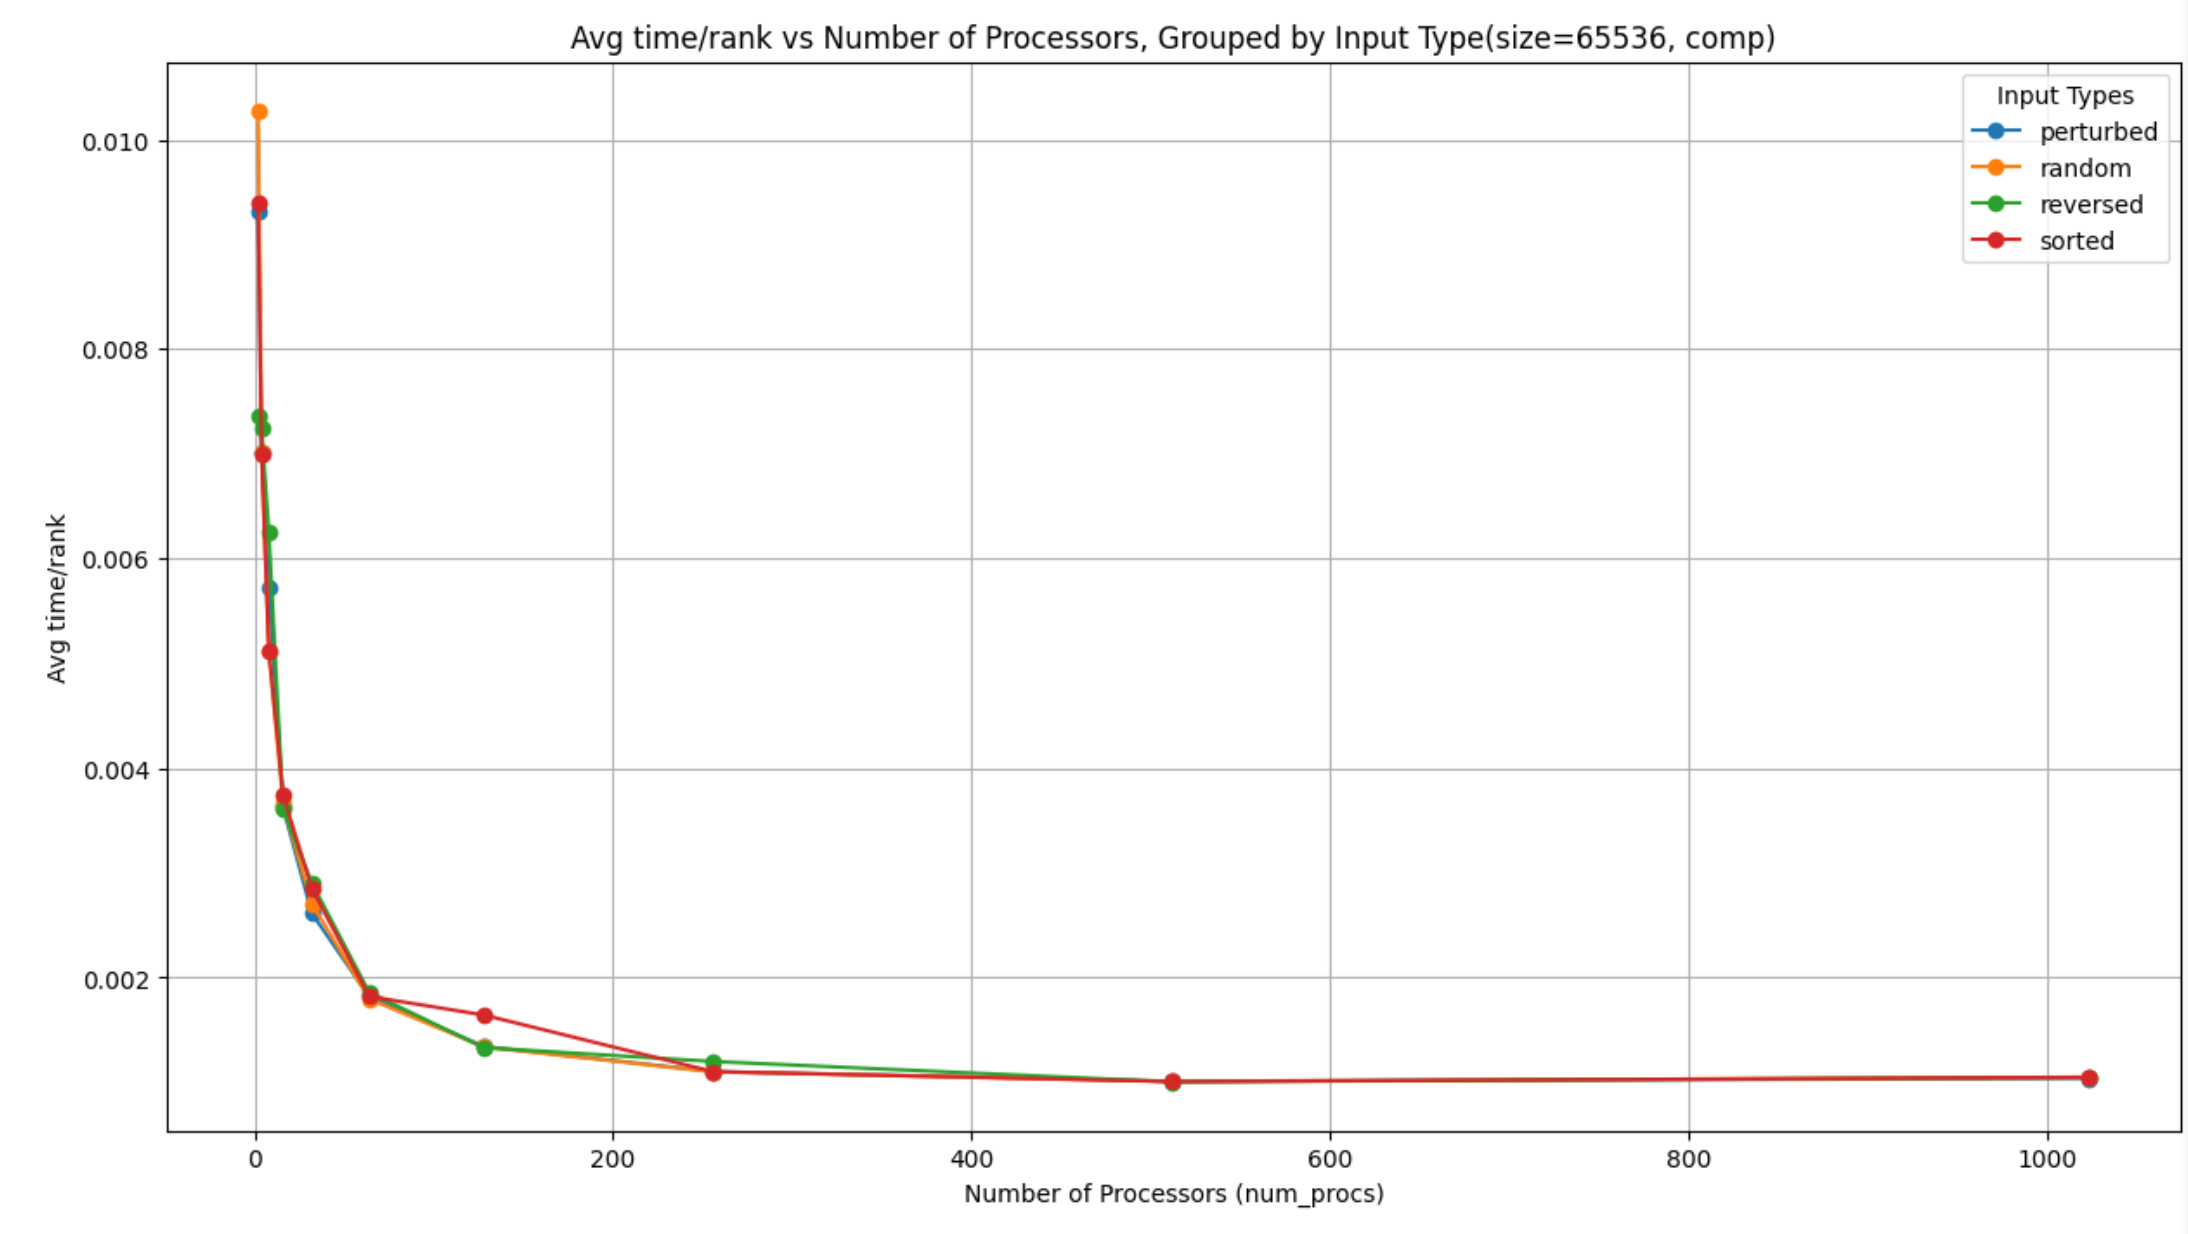 Avg time/rank vs Number of Processors, Grouped by Input Type(size=65536, comp)
Input Types
perturbed
random
reversed
sorted
Avg time/rank
0.010
0.008
0.006
0.004
0.002
0
200
400
600
800
1000
Number of Processors (num_procs)